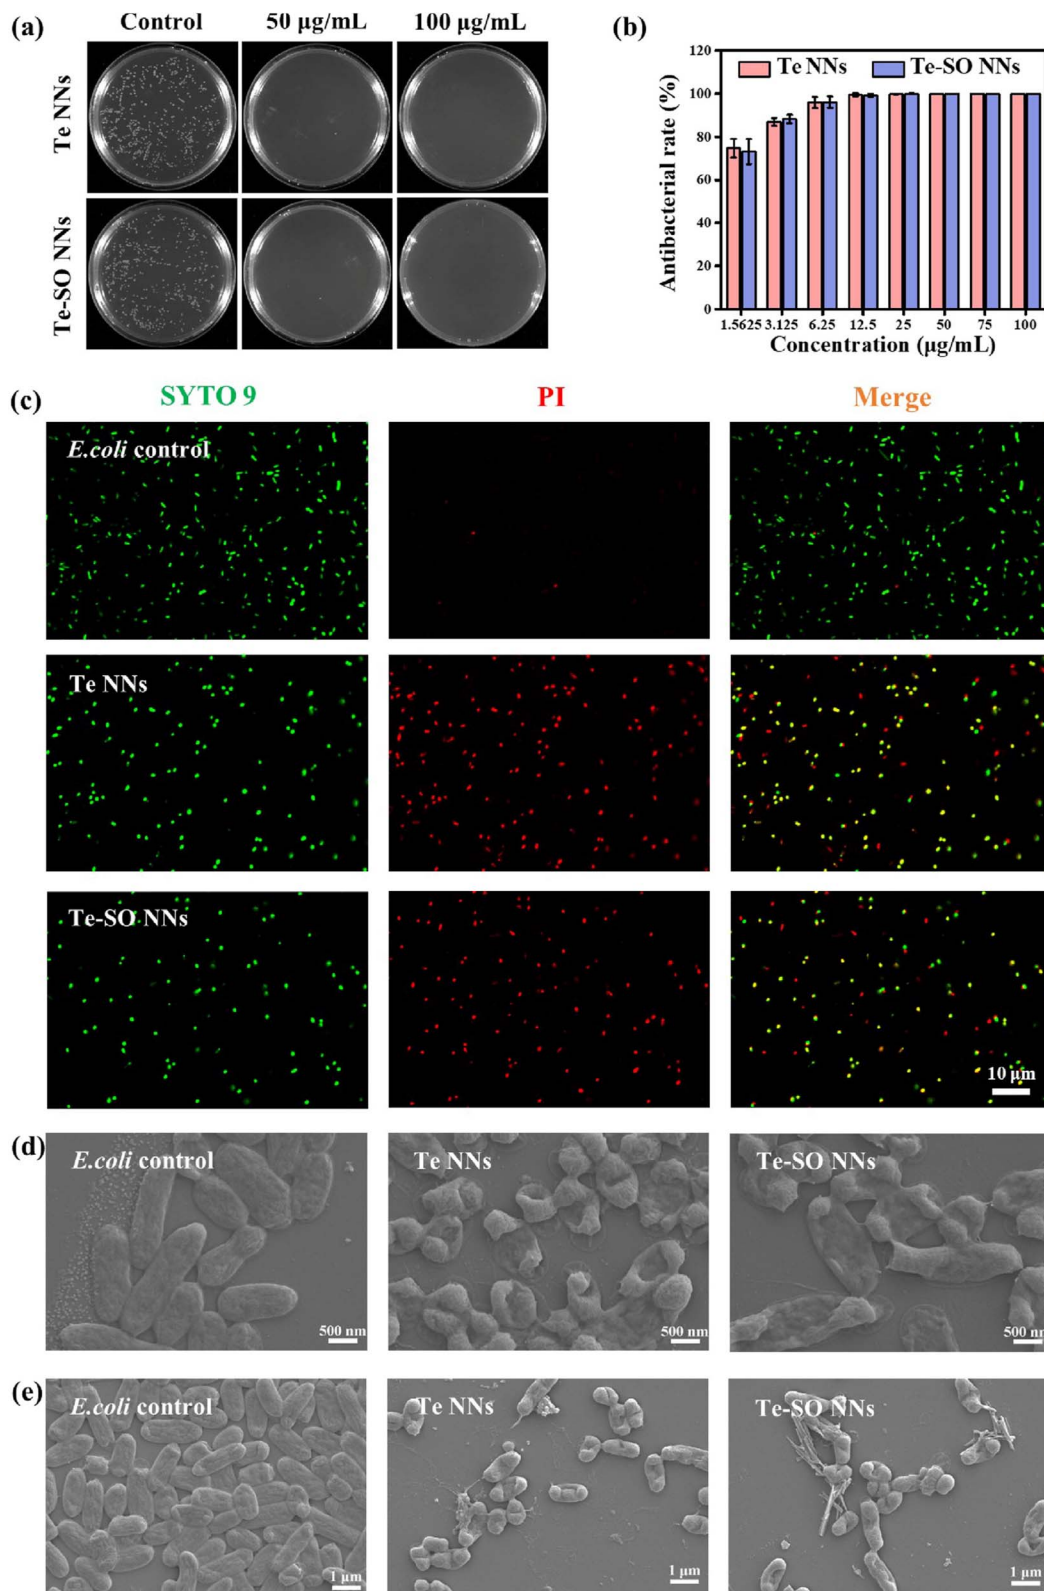 (a)
Control 50 μg/mL 100 μg/mL
Te NNs
Te-SO NNs
(b)
Antibacterial rate (%)
120
100
80
60
40
20
0
Te NNs Te-SO NNs
1.5625 3.125 6.25 12.5 25 50 75 100
Concentration (μg/mL)
(c)
SYTO 9 PI Merge
E.coli control
Te NNs
Te-SO NNs
10 μm
(d)
E.coli control Te NNs Te-SO NNs
500 nm 500 nm 500 nm
(e)
E.coli control Te NNs Te-SO NNs
1 μm 1 μm 1 μm